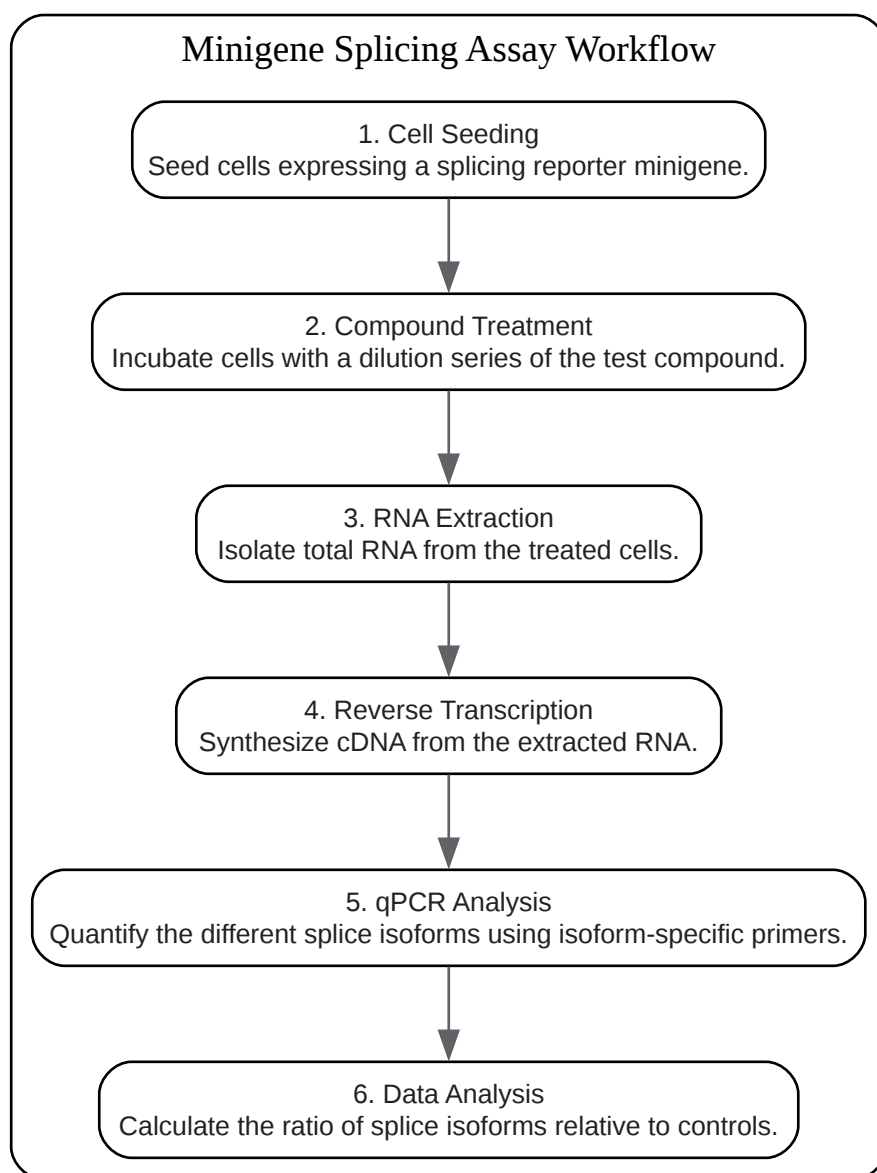 Minigene Splicing Assay Workflow
1. Cell Seeding
Seed cells expressing a splicing reporter minigene.
2. Compound Treatment
Incubate cells with a dilution series of the test compound.
3. RNA Extraction
Isolate total RNA from the treated cells.
4. Reverse Transcription
Synthesize cDNA from the extracted RNA.
5. qPCR Analysis
Quantify the different splice isoforms using isoform-specific primers.
6. Data Analysis
Calculate the ratio of splice isoforms relative to controls.